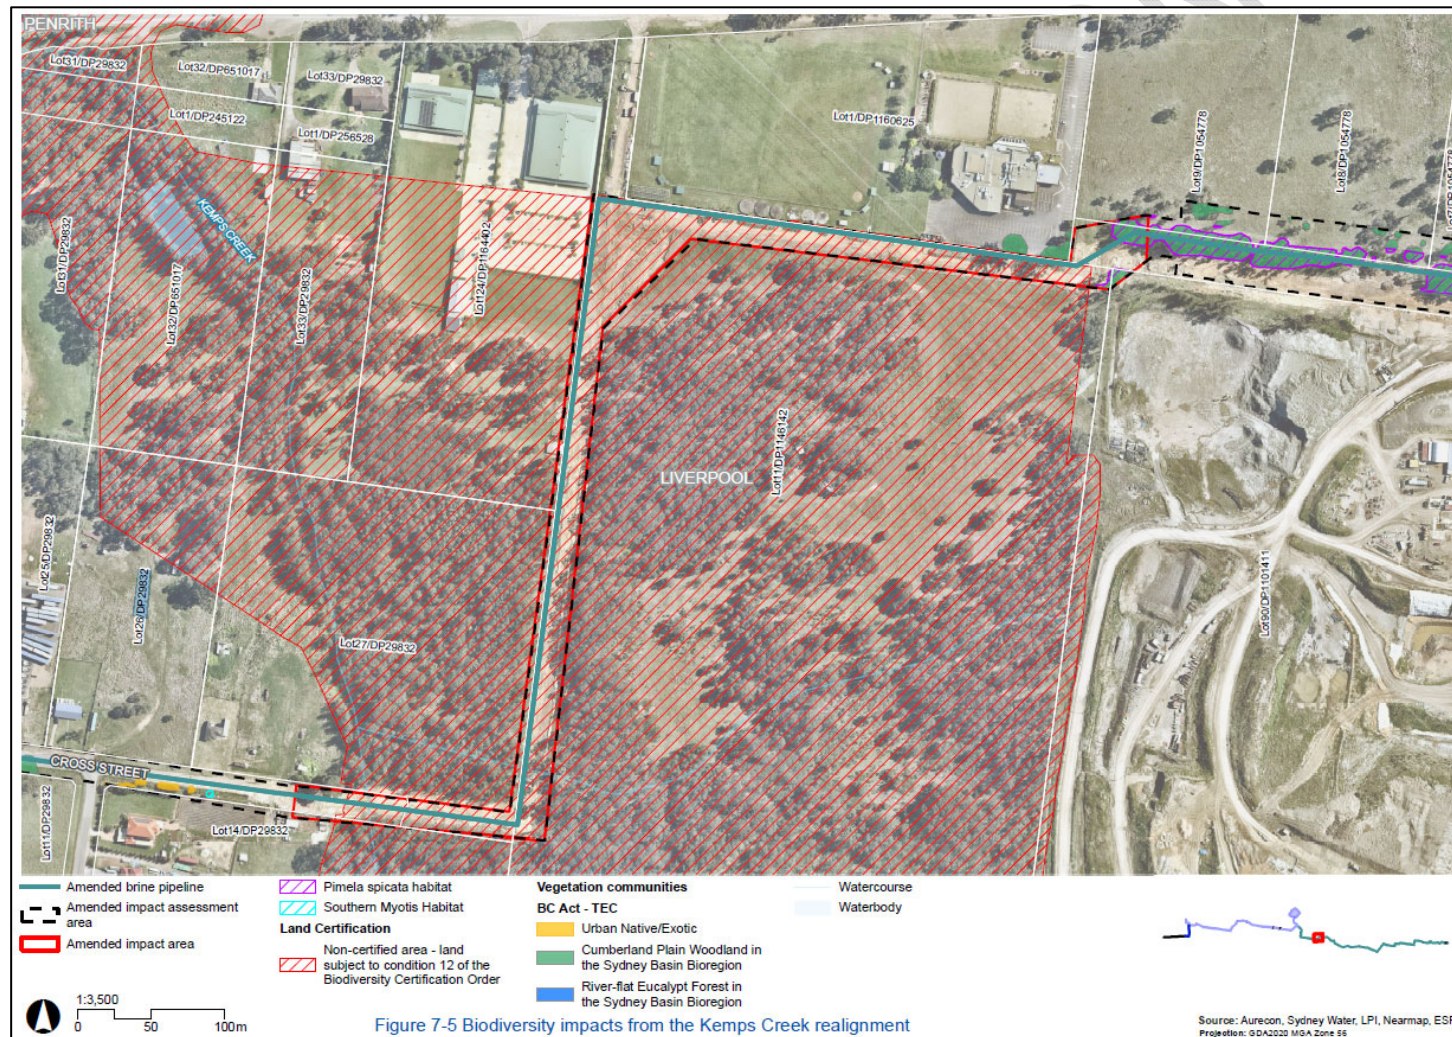 PENRITH
Lot31/DP29832
Lot32/DP651017
Lot33/DP29832
Lot1/DP245122
Lot1/DP256528
Lot1/DP1160625
Lot9/DP1054778
Lot8/DP1054778
KEMPS CREEK
Lot31/DP29832
Lot32/DP651017
Lot33/DP29832
Lot124/DP1164402
LIVERPOOL
Lot11/DP1146142
Lot25/DP29832
Lot26/DP29832
Lot27/DP29832
Lot90/DP1101411
CROSS STREET
Lot11/DP29832
Lot14/DP29832
Amended brine pipeline
Amended impact assessment
area
Amended impact area
Pimela spicata habitat
Southern Myotis Habitat
Land Certification
Non-certified area - land
subject to condition 12 of the
Biodiversity Certification Order
Vegetation communities
BC Act - TEC
Urban Native/Exotic
Cumberland Plain Woodland in
the Sydney Basin Bioregion
River-flat Eucalypt Forest in
the Sydney Basin Bioregion
Watercourse
Waterbody
1:3,500
0 50 100m
Figure 7-5 Biodiversity impacts from the Kemps Creek realignment
Source: Aurecon, Sydney Water, LPI, Nearmap, ESR
Projection: GDA2020 MGA Zone 56